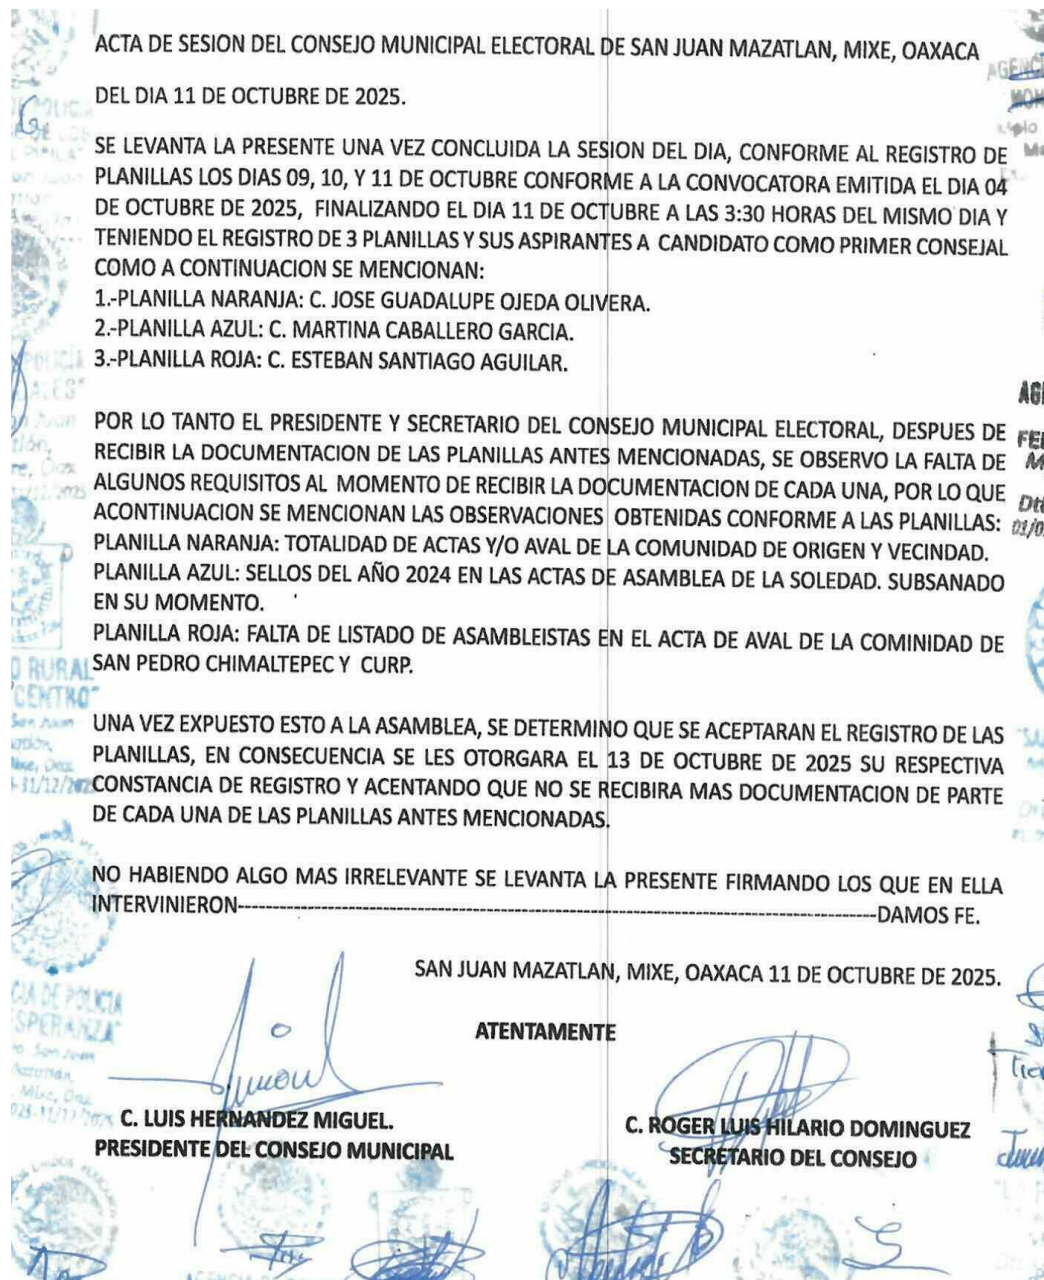 ACTA DE SESION DEL CONSEJO MUNICIPAL ELECTORAL DE SAN JUAN MAZATLAN, MIXE, OAXACA
DEL DIA 11 DE OCTUBRE DE 2025.
SE LEVANTA LA PRESENTE UNA VEZ CONCLUIDA LA SESION DEL DIA, CONFORME AL REGISTRO DE
PLANILLAS LOS DIAS 09, 10, Y 11 DE OCTUBRE CONFORME A LA CONVOCATORA EMITIDA EL DIA 04
DE OCTUBRE DE 2025, FINALIZANDO EL DIA 11 DE OCTUBRE A LAS 3:30 HORAS DEL MISMO DIA Y
TENIENDO EL REGISTRO DE 3 PLANILLAS Y SUS ASPIRANTES A CANDIDATO COMO PRIMER CONSEJAL
COMO A CONTINUACION SE MENCIONAN:
1.-PLANILLA NARANJA: C. JOSE GUADALUPE OJEDA OLIVERA.
2.-PLANILLA AZUL: C. MARTINA CABALLERO GARCIA.
3.-PLANILLA ROJA: C. ESTEBAN SANTIAGO AGUILAR.
POR LO TANTO EL PRESIDENTE Y SECRETARIO DEL CONSEJO MUNICIPAL ELECTORAL, DESPUES DE
RECIBIR LA DOCUMENTACION DE LAS PLANILLAS ANTES MENCIONADAS, SE OBSERVO LA FALTA DE
ALGUNOS REQUISITOS AL MOMENTO DE RECIBIR LA DOCUMENTACION DE CADA UNA, POR LO QUE
ACONTINUACION SE MENCIONAN LAS OBSERVACIONES OBTENIDAS CONFORME A LAS PLANILLAS:
PLANILLA NARANJA: TOTALIDAD DE ACTAS Y/O AVAL DE LA COMUNIDAD DE ORIGEN Y VECINDAD.
PLANILLA AZUL: SELLOS DEL AÑO 2024 EN LAS ACTAS DE ASAMBLEA DE LA SOLEDAD. SUBSANADO
EN SU MOMENTO.
PLANILLA ROJA: FALTA DE LISTADO DE ASAMBLEISTAS EN EL ACTA DE AVAL DE LA COMINIDAD DE
SAN PEDRO CHIMALTEPEC Y CURP.
UNA VEZ EXPUESTO ESTO A LA ASAMBLEA, SE DETERMINO QUE SE ACEPTARAN EL REGISTRO DE LAS
PLANILLAS, EN CONSECUENCIA SE LES OTORGARA EL 13 DE OCTUBRE DE 2025 SU RESPECTIVA
CONSTANCIA DE REGISTRO Y ACENTANDO QUE NO SE RECIBIRA MAS DOCUMENTACION DE PARTE
DE CADA UNA DE LAS PLANILLAS ANTES MENCIONADAS.
NO HABIENDO ALGO MAS IRRELEVANTE SE LEVANTA LA PRESENTE FIRMANDO LOS QUE EN ELLA
INTERVINIERON------------------------------------------------------------DAMOS FE.
SAN JUAN MAZATLAN, MIXE, OAXACA 11 DE OCTUBRE DE 2025.
ATENTAMENTE
C. LUIS HERNANDEZ MIGUEL.
PRESIDENTE DEL CONSEJO MUNICIPAL
C. ROGER LUIS HILARIO DOMINGUEZ
SECRETARIO DEL CONSEJO